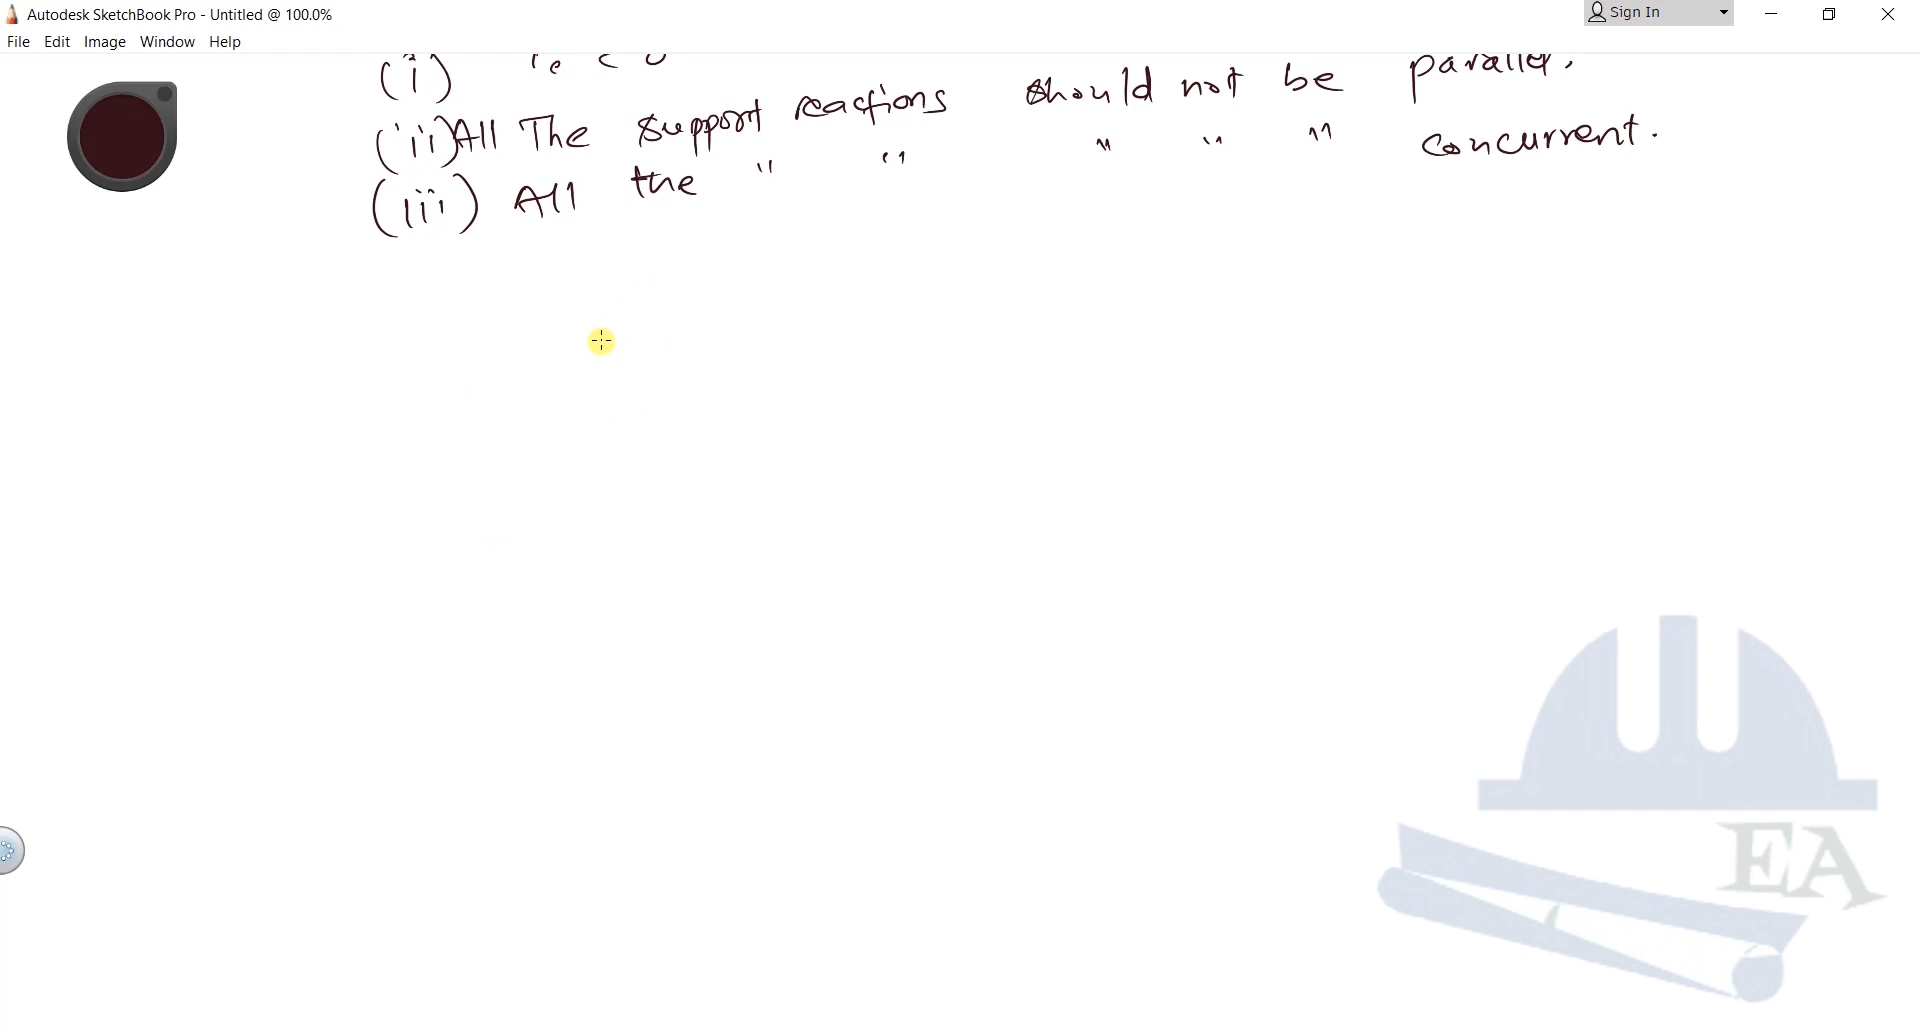 Autodesk SketchBook Pro - Untitled @ 100.0%
Sign In
File Edit Image Window Help
(i)
(ii) All The support reactions should not be parallel.
(iii) All the " " " " " concurrent.
EA